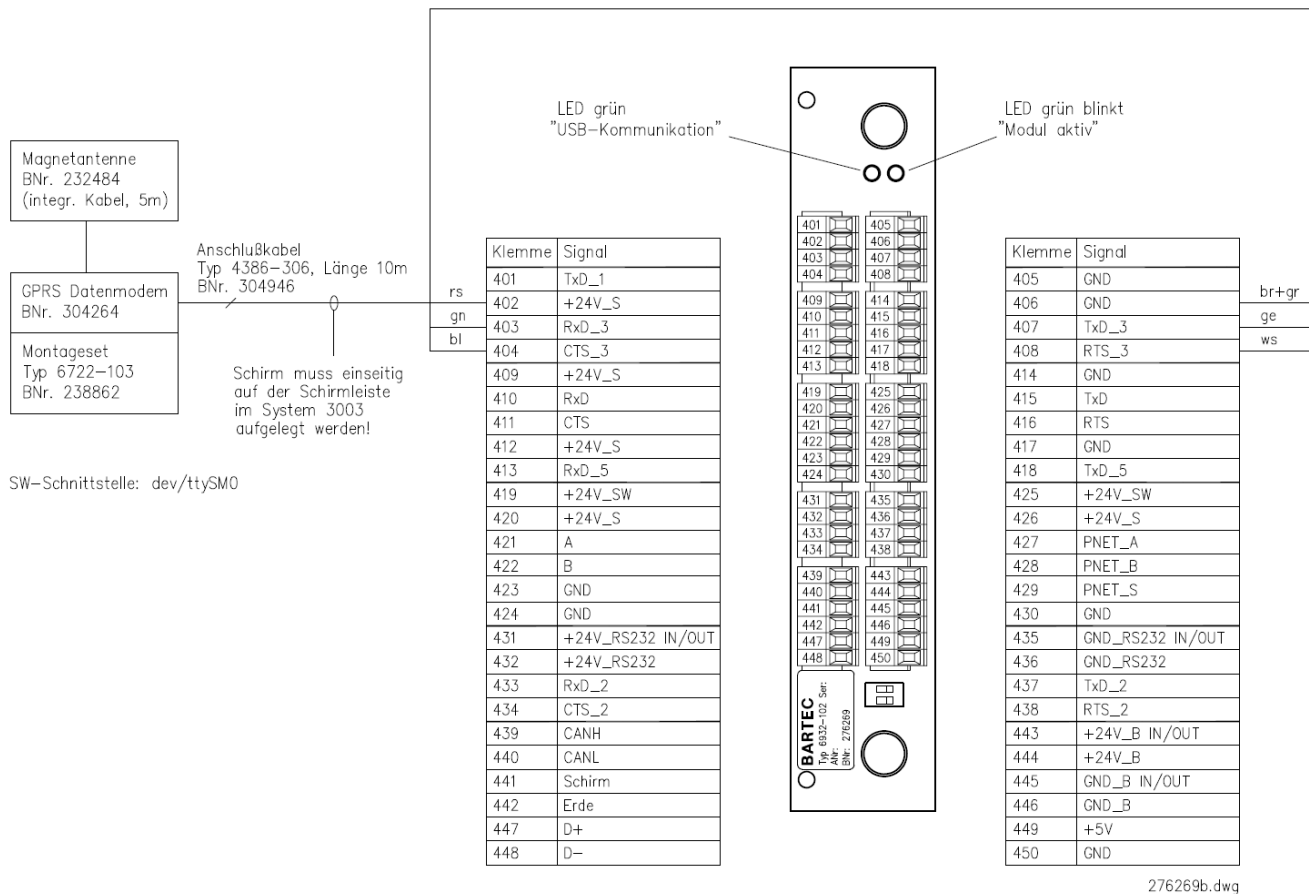 LED grün
"USB-Kommunikation"
LED grün blinkt
"Modul aktiv"
Magnetantenne
BNr. 232484
(integr. Kabel, 5m)
GPRS Datenmodem
BNr. 304264
Montageset
Typ 6722-103
BNr. 238862
Anschlußkabel
Typ 4386-306, Länge 10m
BNr. 304946
Schirm muss einseitig
auf der Schirmleiste
im System 3003
aufgelegt werden!
SW-Schnittstelle: dev/ttySM0
rs
gn
bl
Klemme Signal
401 TxD_1
402 +24V_S
403 RxD_3
404 CTS_3
409 +24V_S
410 RxD
411 CTS
412 +24V_S
413 RxD_5
419 +24V_SW
420 +24V_S
421 A
422 B
423 GND
424 GND
431 +24V_RS232 IN/OUT
432 +24V_RS232
433 RxD_2
434 CTS_2
439 CANH
440 CANL
441 Schirm
442 Erde
447 D+
448 D-
401 405
402 406
403 407
404 408
409 414
410 415
411 416
412 417
413 418
419 425
420 426
421 427
422 428
423 429
424 430
431 435
432 436
433 437
434 438
439 443
440 444
441 445
442 446
447 449
448 450
BARTEC
Typ 6932-102 Ser:
ANr:
BNr: 276269
Klemme Signal
405 GND
406 GND
407 TxD_3
408 RTS_3
414 GND
415 TxD
416 RTS
417 GND
418 TxD_5
425 +24V_SW
426 +24V_S
427 PNET_A
428 PNET_B
429 PNET_S
430 GND
435 GND_RS232 IN/OUT
436 GND_RS232
437 TxD_2
438 RTS_2
443 +24V_B IN/OUT
444 +24V_B
445 GND_B IN/OUT
446 GND_B
449 +5V
450 GND
br+gr
ge
ws
276269b.dwg